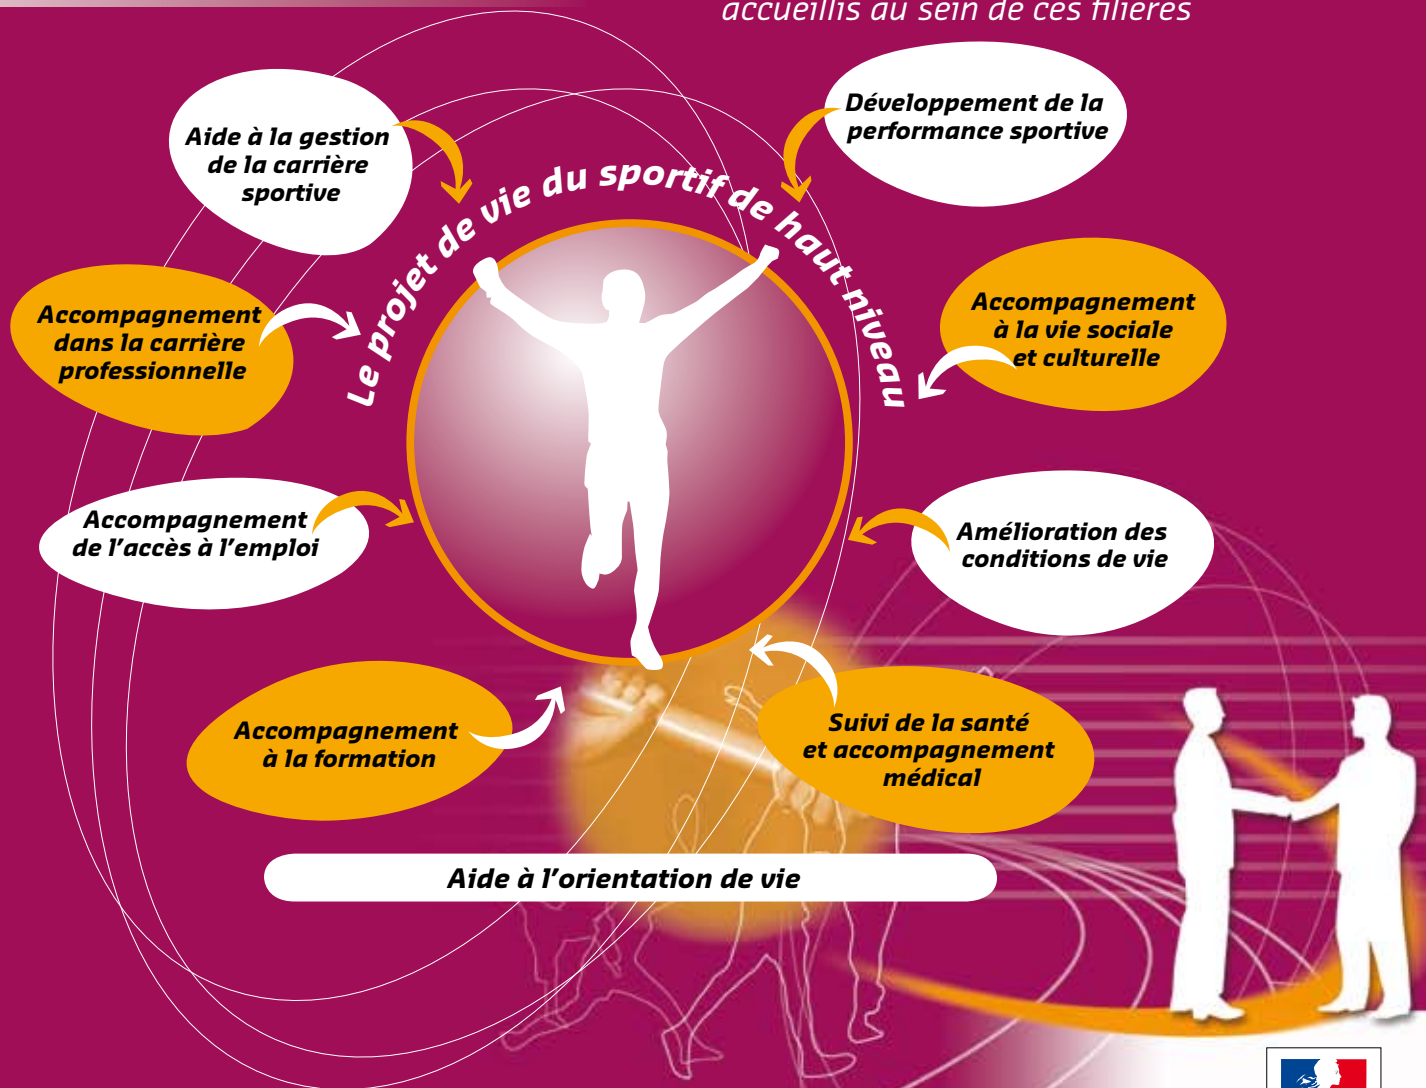 accueillis au sein de ces filières
Aide à la gestion
de la carrière
sportive
Développement de la
performance sportive
Le projet de vie du sportif de haut niveau
Accompagnement
dans la carrière
professionnelle
Accompagnement
à la vie sociale
et culturelle
Accompagnement
de l'accès à l'emploi
Amélioration des
conditions de vie
Accompagnement
à la formation
Suivi de la santé
et accompagnement
médical
Aide à l'orientation de vie